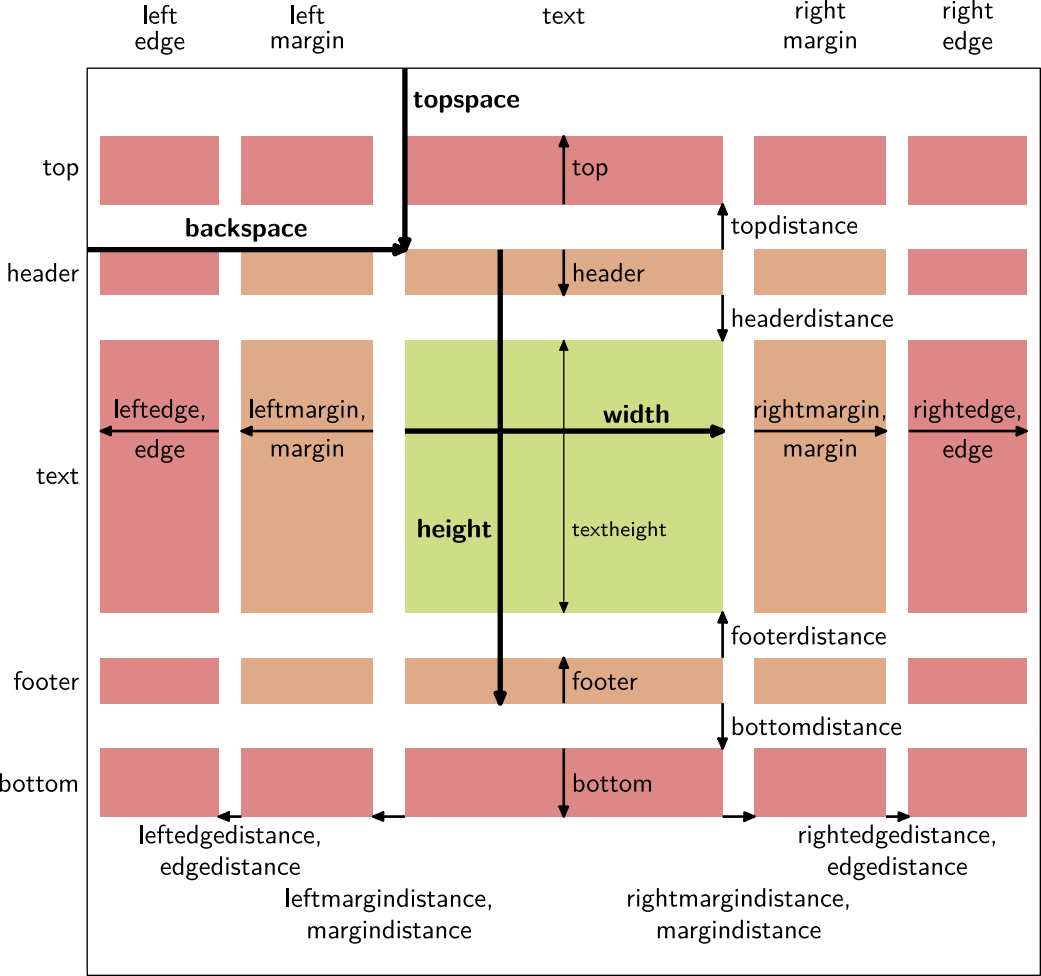 left
edge
left
margin
text
right
margin
right
edge
topspace
top
top
backspace
topdistance
header
header
headerdistance
leftedge,
edge
leftmargin,
margin
width
rightmargin,
margin
rightedge,
edge
text
height
textheight
footerdistance
footer
footer
bottomdistance
bottom
bottom
leftedgedistance,
edgedistance
rightedgedistance,
edgedistance
leftmargindistance,
margindistance
rightmargindistance,
margindistance